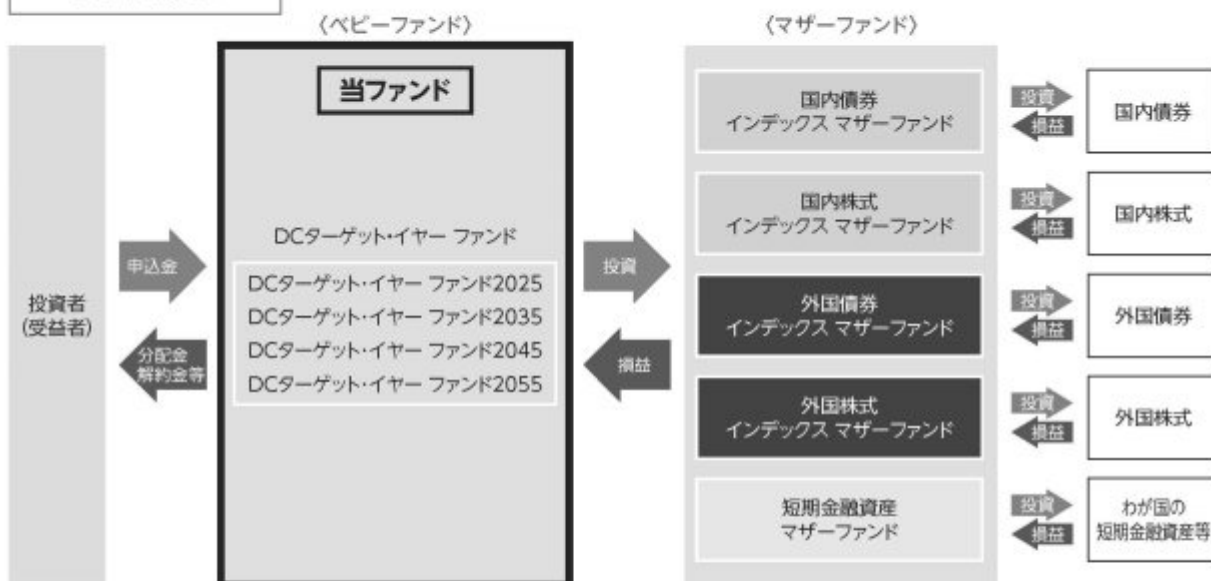 〈ベビーファンド〉
〈マザーファンド〉
投資者
(受益者)
申込金
分配金
解約金等
当ファンド
DCターゲット・イヤー ファンド
DCターゲット・イヤー ファンド2025
DCターゲット・イヤー ファンド2035
DCターゲット・イヤー ファンド2045
DCターゲット・イヤー ファンド2055
投資
損益
国内債券
インデックス マザーファンド
投資
損益
国内債券
国内株式
インデックス マザーファンド
投資
損益
国内株式
外国債券
インデックス マザーファンド
投資
損益
外国債券
外国株式
インデックス マザーファンド
投資
損益
外国株式
短期金融資産
マザーファンド
投資
損益
わが国の
短期金融資産等